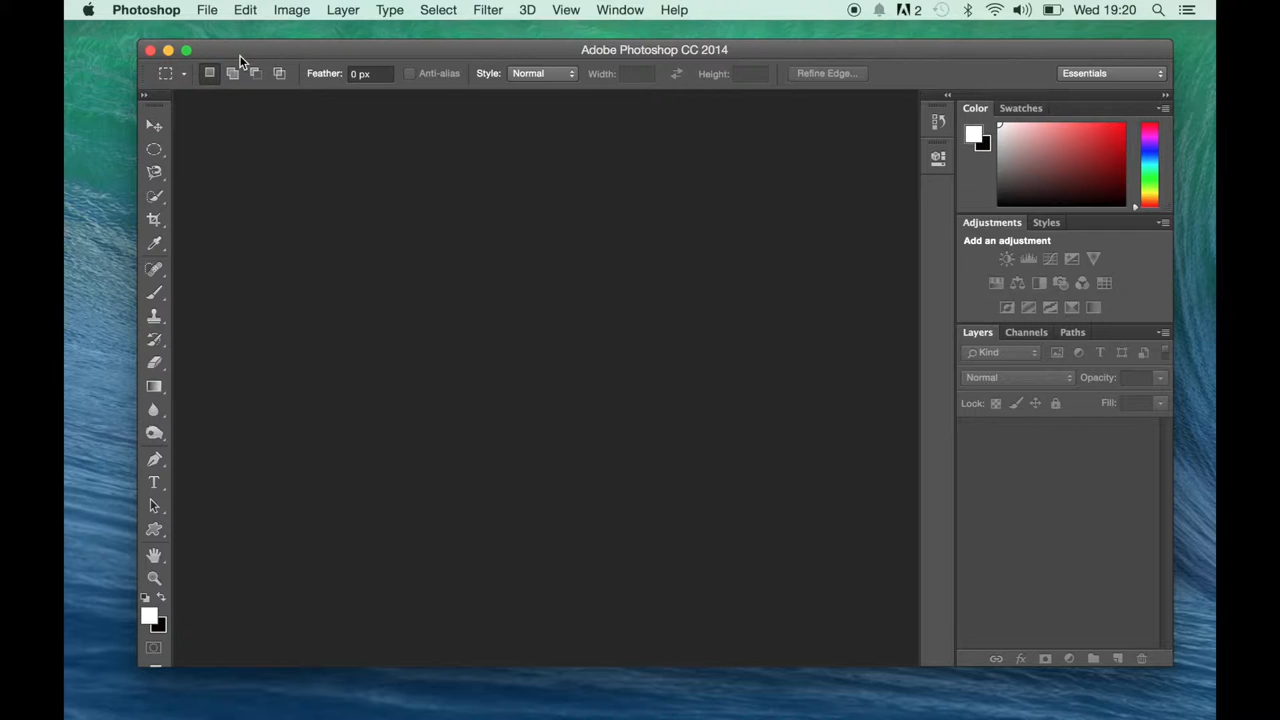 Photoshop File Edit Image Layer Type Select Filter 3D View Window Help 2 Wed 19:20
Adobe Photoshop CC 2014
Feather: 0 px Anti-alias Style: Normal Width: Height: Refine Edge... Essentials
Color Swatches
Adjustments Styles
Add an adjustment
Layers Channels Paths
Kind T
Normal Opacity:
Lock: Fill:
T
fx